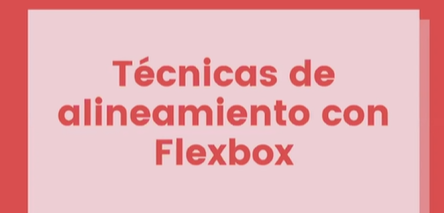 Técnicas de
alineamiento con
Flexbox